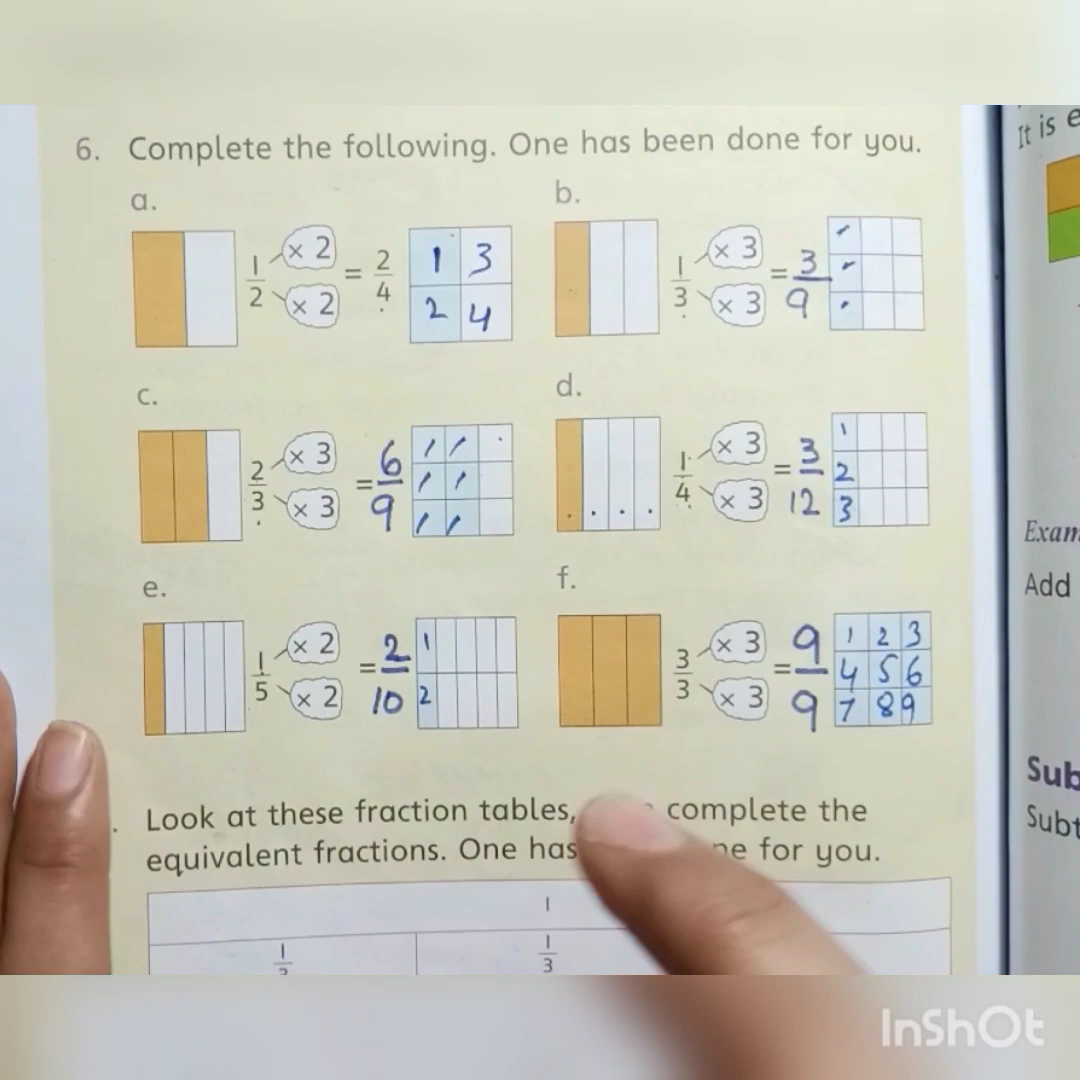 6. Complete the following. One has been done for you.
a.
1/2 × 2 × 2 = 2/4
1 3
2 4
b.
1/3 × 3 × 3 = 3/9
c.
2/3 × 3 × 3 = 6/9
d.
1/4 × 3 × 3 = 3/12
1
2
3
e.
1/5 × 2 × 2 = 2/10
1
2
f.
3/3 × 3 × 3 = 9/9
1 2 3
4 5 6
7 8 9
Look at these fraction tables, complete the
equivalent fractions. One has for you.
1
1/3
It is
Exam
Add
Sub
Subt
InShOt